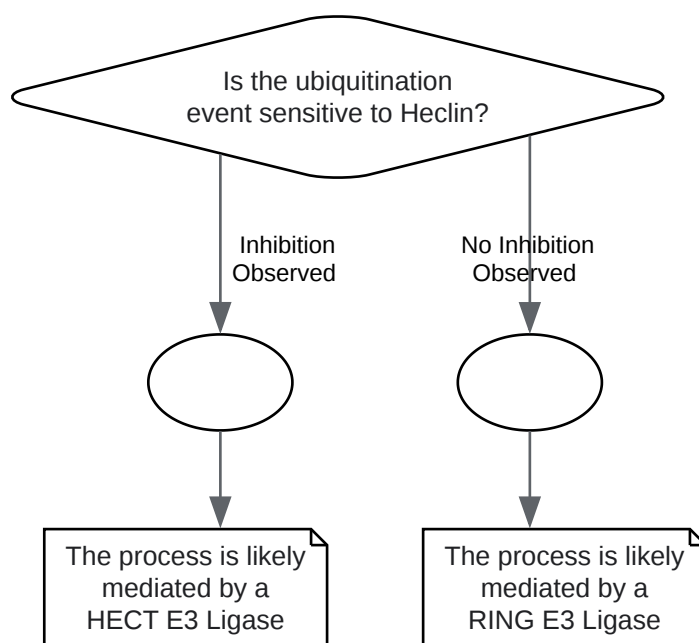 Is the ubiquitination
event sensitive to Heclin?
Inhibition
Observed
No Inhibition
Observed
The process is likely
mediated by a
HECT E3 Ligase
The process is likely
mediated by a
RING E3 Ligase